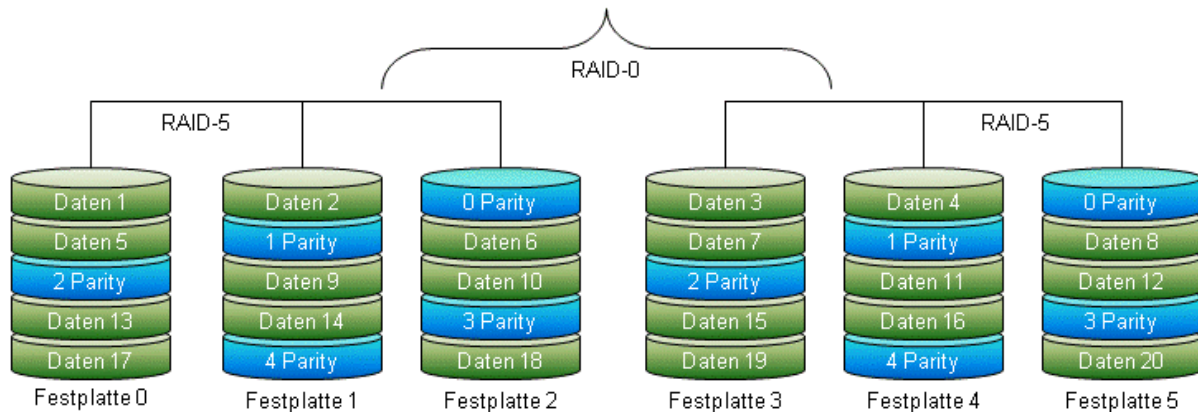 RAID-0
RAID-5 RAID-5
Daten 1 Daten 2 0 Parity Daten 3 Daten 4 0 Parity
Daten 5 1 Parity Daten 6 Daten 7 1 Parity Daten 8
2 Parity Daten 9 Daten 10 2 Parity Daten 11 Daten 12
Daten 13 Daten 14 3 Parity Daten 15 Daten 16 3 Parity
Daten 17 4 Parity Daten 18 Daten 19 4 Parity Daten 20
Festplatte 0 Festplatte 1 Festplatte 2 Festplatte 3 Festplatte 4 Festplatte 5